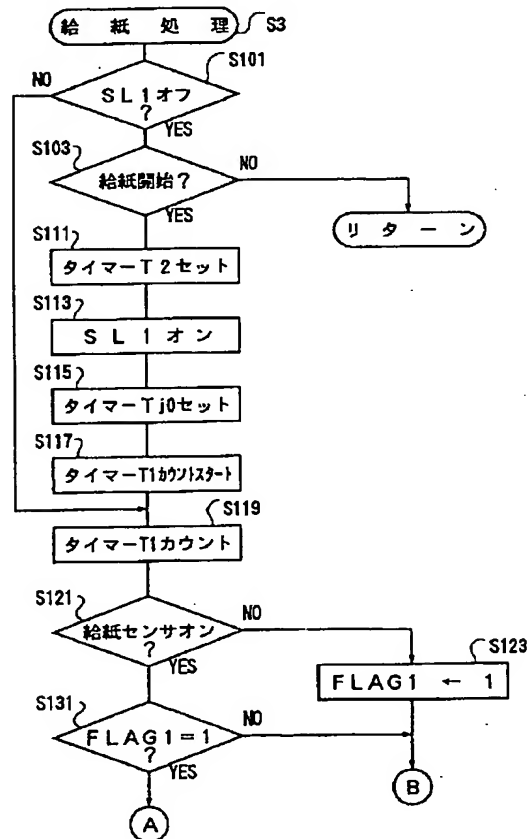 給紙処理
S3
S101
NO
SL1オフ
?
YES
S103
NO
給紙開始?
YES
リターン
S111
タイマーT2セット
S113
SL1オン
S115
タイマーTj0セット
S117
タイマーT1カウントスタート
S119
タイマーT1カウント
S121
NO
給紙センサオン
?
YES
S123
FLAG1 ← 1
S131
NO
FLAG1=1
?
YES
A
B